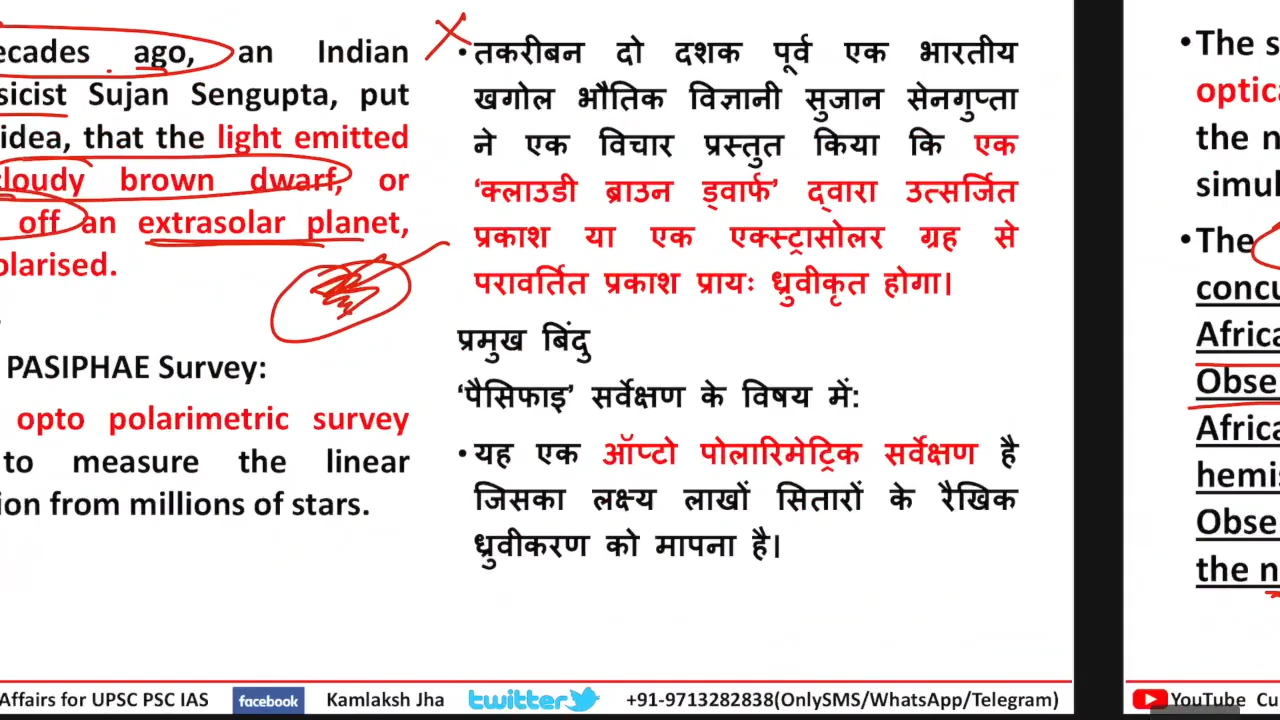 ecades ago, an Indian
sicist Sujan Sengupta, put
idea, that the light emitted
loudy brown dwarf, or
off an extrasolar planet,
olarised.
PASIPHAE Survey:
opto polarimetric survey
to measure the linear
ion from millions of stars.
• तकरीबन दो दशक पूर्व एक भारतीय
खगोल भौतिक विज्ञानी सुजान सेनगुप्ता
ने एक विचार प्रस्तुत किया कि एक
‘क्लाउडी ब्राउन ड्वार्फ’ द्वारा उत्सर्जित
प्रकाश या एक एक्स्ट्रासोलर ग्रह से
परावर्तित प्रकाश प्रायः ध्रुवीकृत होगा।
प्रमुख बिंदु
‘पैसिफाइ’ सर्वेक्षण के विषय में:
• यह एक ऑप्टो पोलारिमेट्रिक सर्वेक्षण है
जिसका लक्ष्य लाखों सितारों के रैखिक
ध्रुवीकरण को मापना है।
• The s
optica
the n
simul
• The
concu
Africa
Obse
Africa
hemis
Obse
the n
Affairs for UPSC PSC IAS facebook Kamlaksh Jha twitter +91-9713282838(OnlySMS/WhatsApp/Telegram)
YouTube Cu